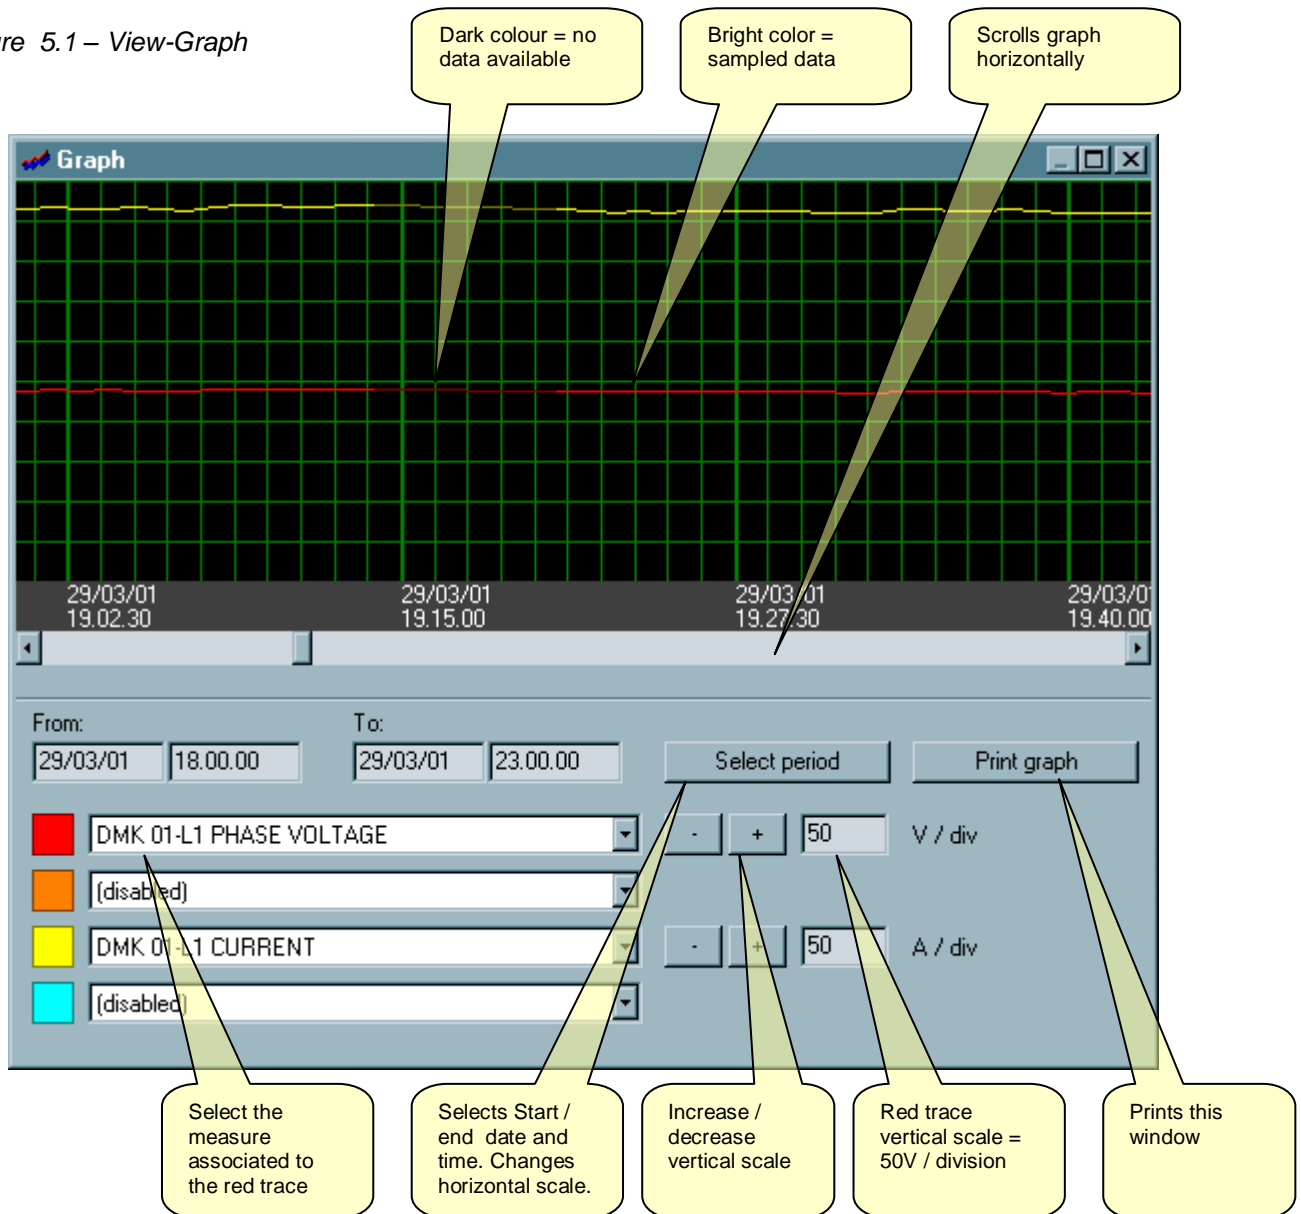 re 5.1 – View-Graph
Dark colour = no
data available
Bright color =
sampled data
Scrolls graph
horizontally
Graph
29/03/01
19.02.30
29/03/01
19.15.00
29/03/01
19.27.30
29/03/0
19.40.00
From:
To:
29/03/01
18.00.00
29/03/01
23.00.00
Select period
Print graph
DMK 01-L1 PHASE VOLTAGE
-
+
50
V / div
(disabled)
DMK 01-L1 CURRENT
-
+
50
A / div
(disabled)
Select the
measure
associated to
the red trace
Selects Start /
end date and
time. Changes
horizontal scale.
Increase /
decrease
vertical scale
Red trace
vertical scale =
50V / division
Prints this
window